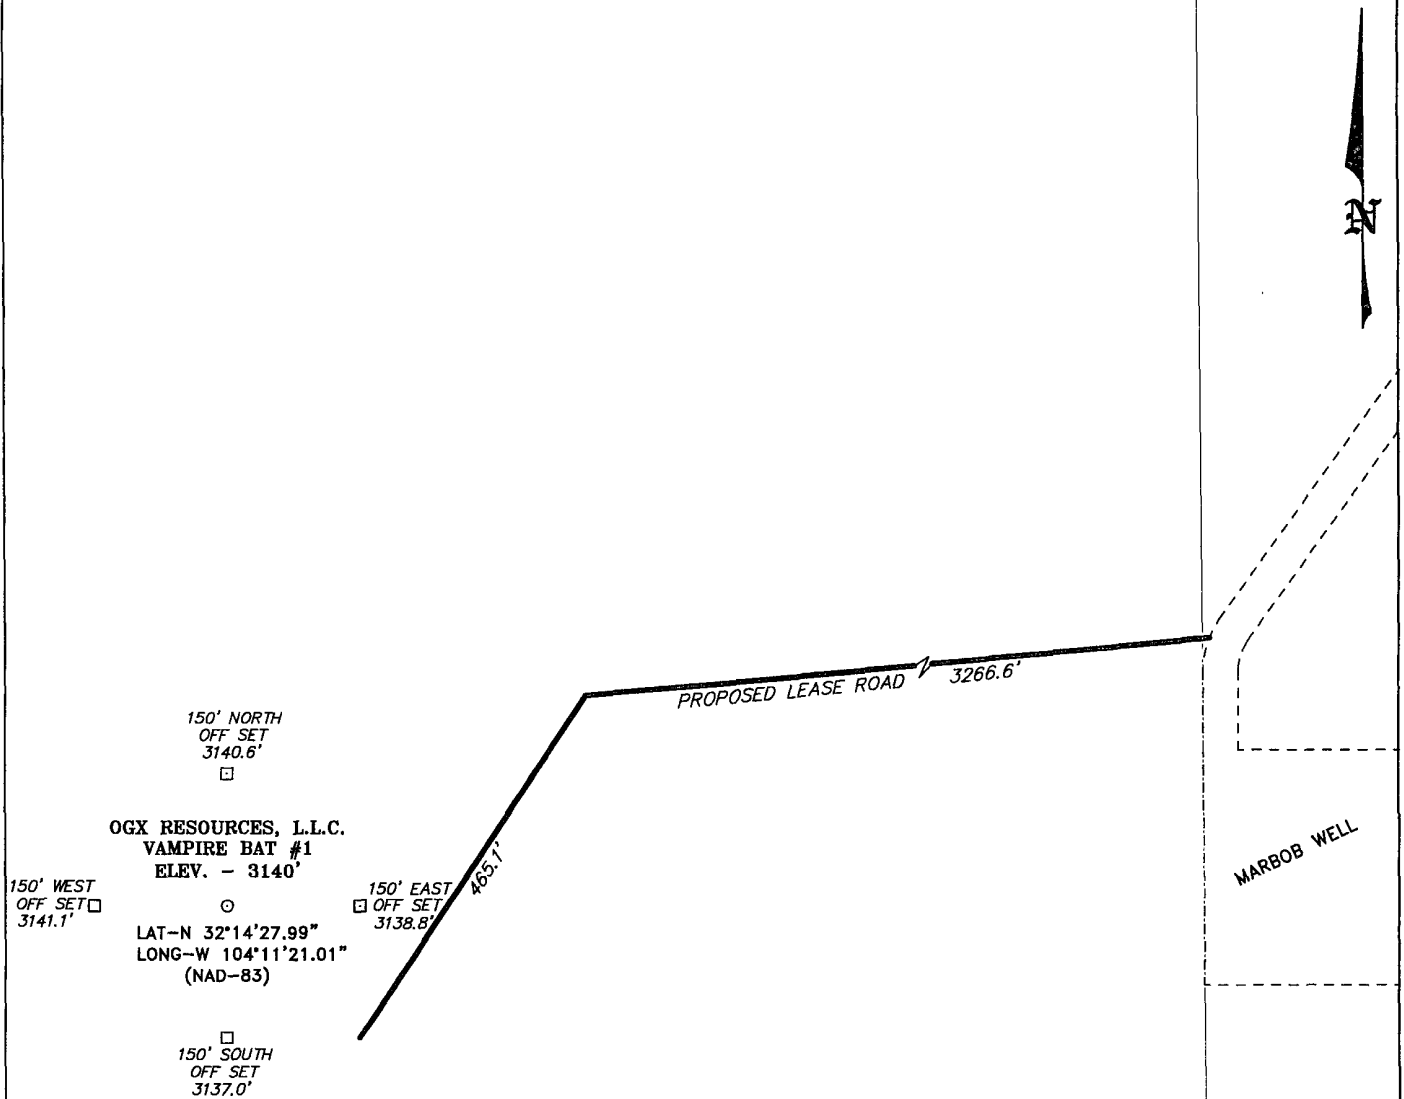 N
PROPOSED LEASE ROAD 3266.6'
150' NORTH
OFF SET
3140.6'
OGX RESOURCES, L.L.C.
VAMPIRE BAT #1
ELEV. - 3140'
465.1'
MARBOB WELL
150' WEST
OFF SET
3141.1'
150' EAST
OFF SET
3138.8'
LAT-N 32°14'27.99"
LONG-W 104°11'21.01"
(NAD-83)
150' SOUTH
OFF SET
3137.0'